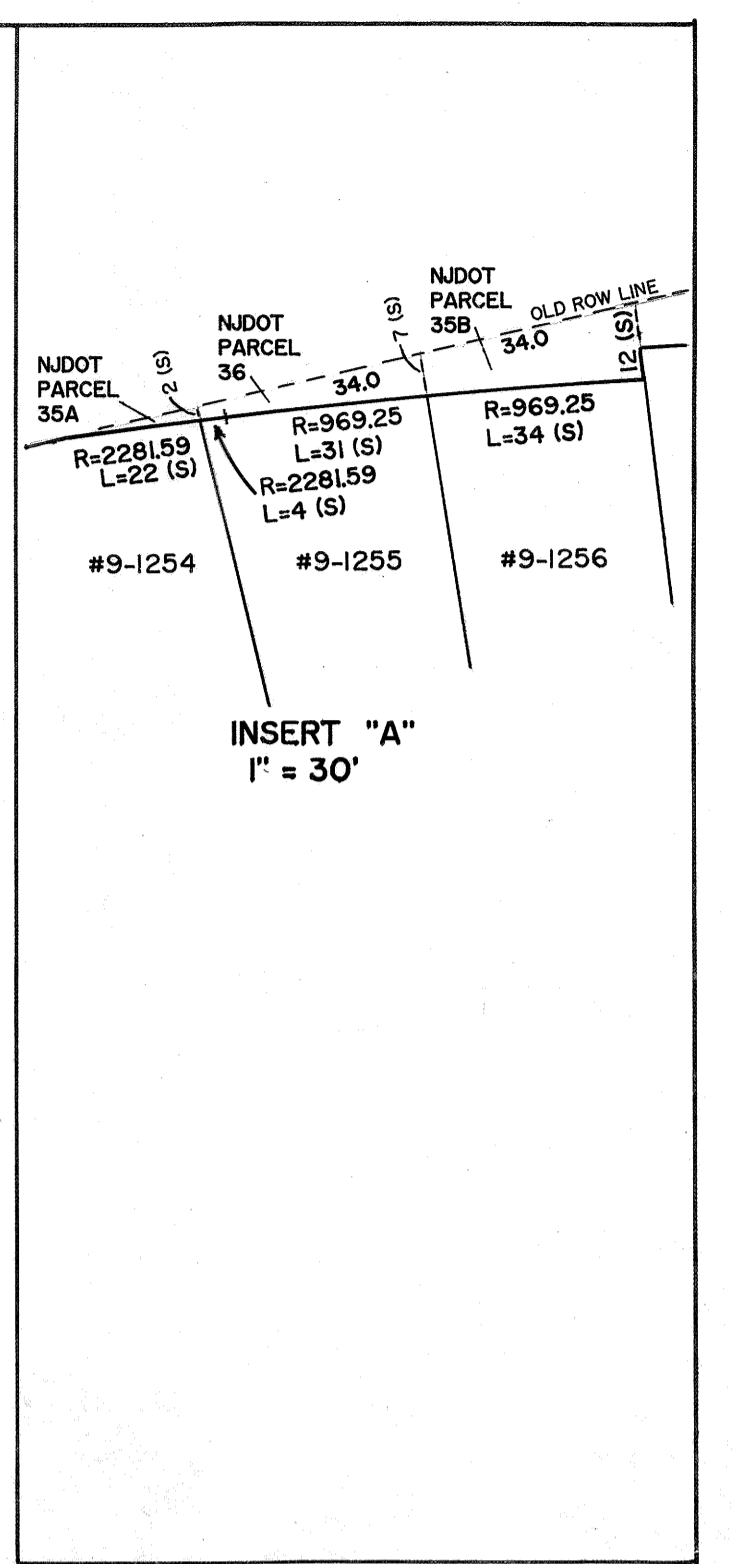 NJDOT
PARCEL
35B
OLD ROW LINE
7 (S)
NJDOT
PARCEL
36
34.0
12 (S)
NJDOT
PARCEL
35A
2 (S)
34.0
R=2281.59
L=22 (S)
R=969.25
L=31 (S)
R=969.25
L=34 (S)
R=2281.59
L=4 (S)
#9-1254
#9-1255
#9-1256
INSERT "A"
1" = 30'